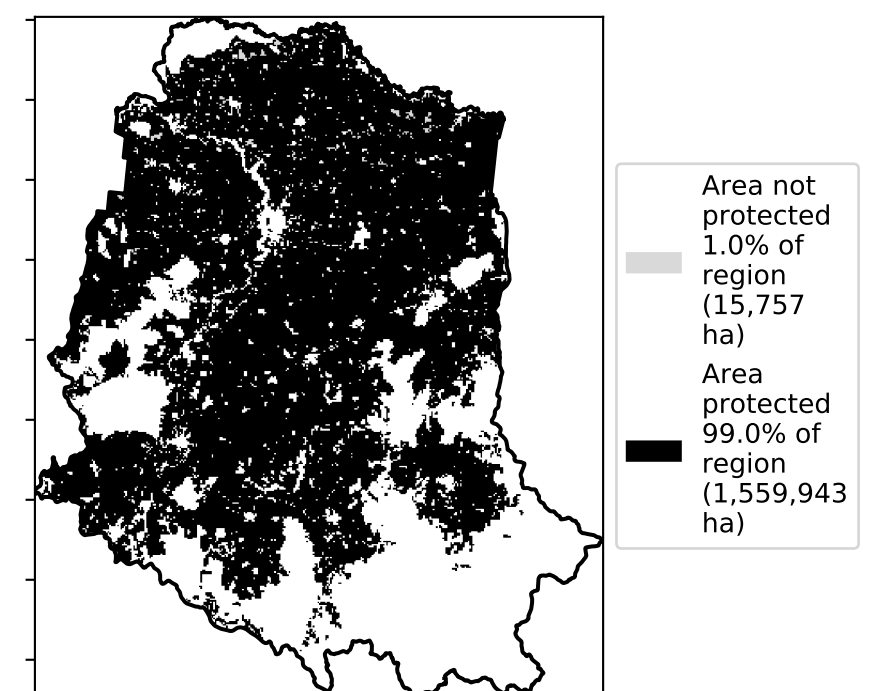 Area not
protected
1.0% of
region
(15,757
ha)
Area
protected
99.0% of
region
(1,559,943
ha)